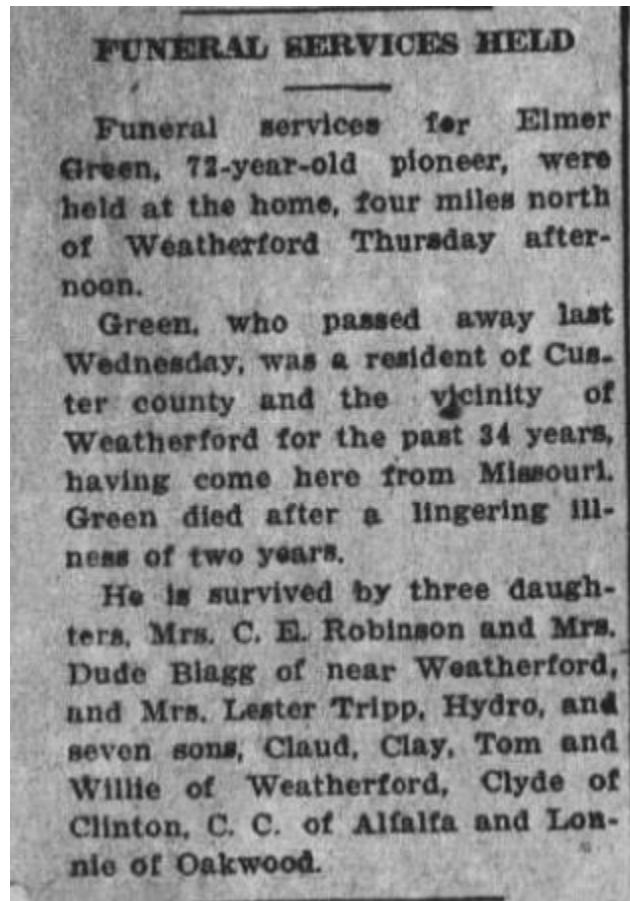 FUNERAL SERVICES HELD
Funeral services for Elmer
Green, 72-year-old pioneer, were
held at the home, four miles north
of Weatherford Thursday after-
noon.
Green, who passed away last
Wednesday, was a resident of Cus-
ter county and the vicinity of
Weatherford for the past 34 years,
having come here from Missouri.
Green died after a lingering ill-
ness of two years.
He is survived by three daugh-
ters, Mrs. C. E. Robinson and Mrs.
Dude Blagg of near Weatherford,
and Mrs. Lester Tripp, Hydro, and
seven sons, Claud, Clay, Tom and
Willie of Weatherford, Clyde of
Clinton, C. C. of Alfalfa and Lon-
nie of Oakwood.